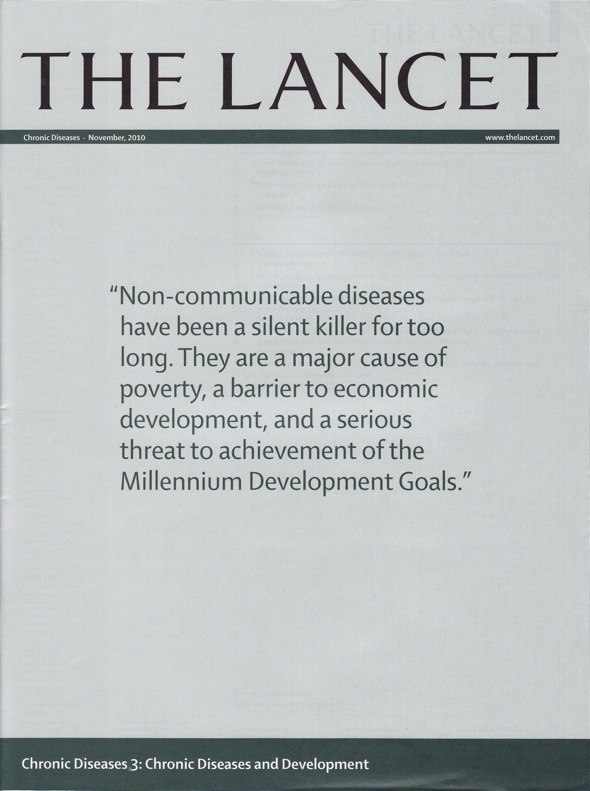 THE LANCET
Chronic Diseases · November, 2010 www.thelancet.com
“Non-communicable diseases
have been a silent killer for too
long. They are a major cause of
poverty, a barrier to economic
development, and a serious
threat to achievement of the
Millennium Development Goals.”
Chronic Diseases 3: Chronic Diseases and Development